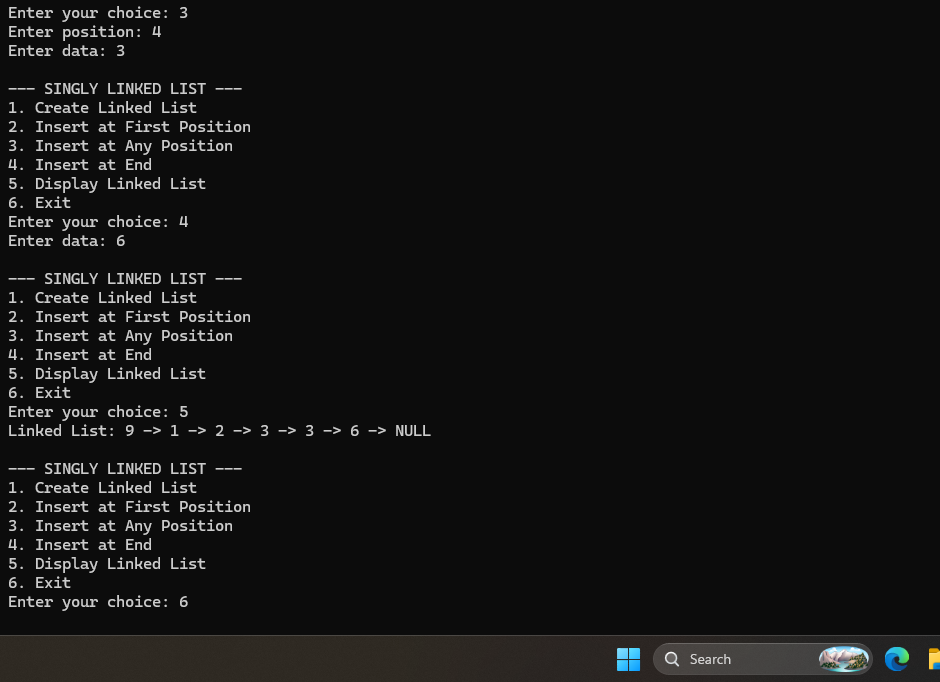 Enter your choice: 3
Enter position: 4
Enter data: 3
--- SINGLY LINKED LIST ---
1. Create Linked List
2. Insert at First Position
3. Insert at Any Position
4. Insert at End
5. Display Linked List
6. Exit
Enter your choice: 4
Enter data: 6
--- SINGLY LINKED LIST ---
1. Create Linked List
2. Insert at First Position
3. Insert at Any Position
4. Insert at End
5. Display Linked List
6. Exit
Enter your choice: 5
Linked List: 9 -> 1 -> 2 -> 3 -> 3 -> 6 -> NULL
--- SINGLY LINKED LIST ---
1. Create Linked List
2. Insert at First Position
3. Insert at Any Position
4. Insert at End
5. Display Linked List
6. Exit
Enter your choice: 6
Search